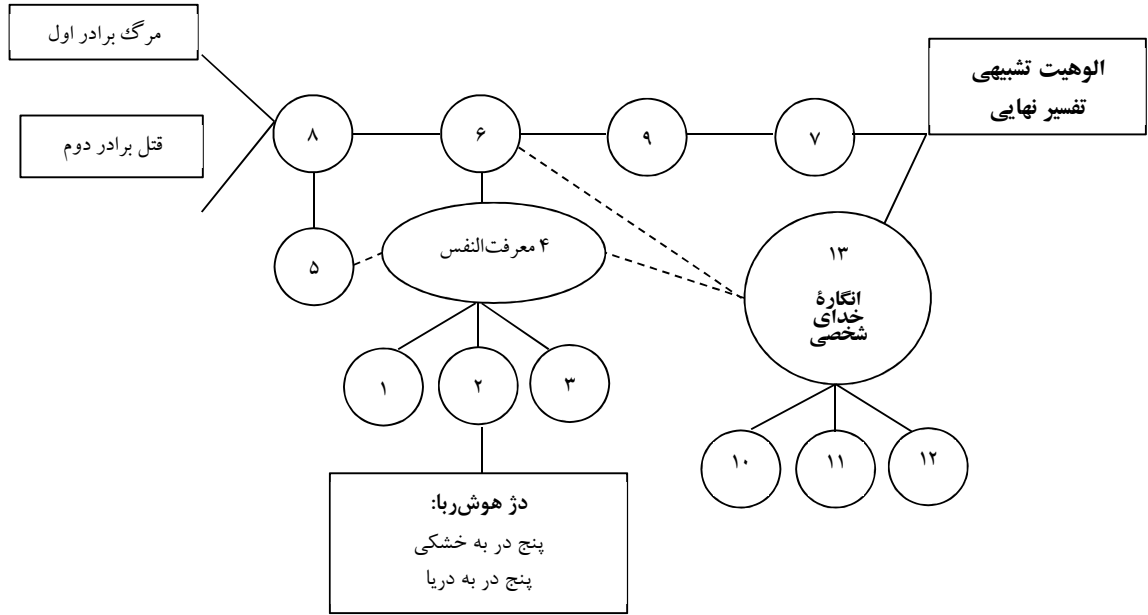 مرگ برادر اول
قتل برادر دوم
الوهیت تشبیهی
تفسیر نهایی
۸
۶
۹
۷
۵
۴ معرفت‌النفس
۱۳
انگارۀ
خدای
شخصی
۱
۲
۳
۱۰
۱۱
۱۲
دژ هوش‌ربا:
پنج در به خشکی
پنج در به دریا